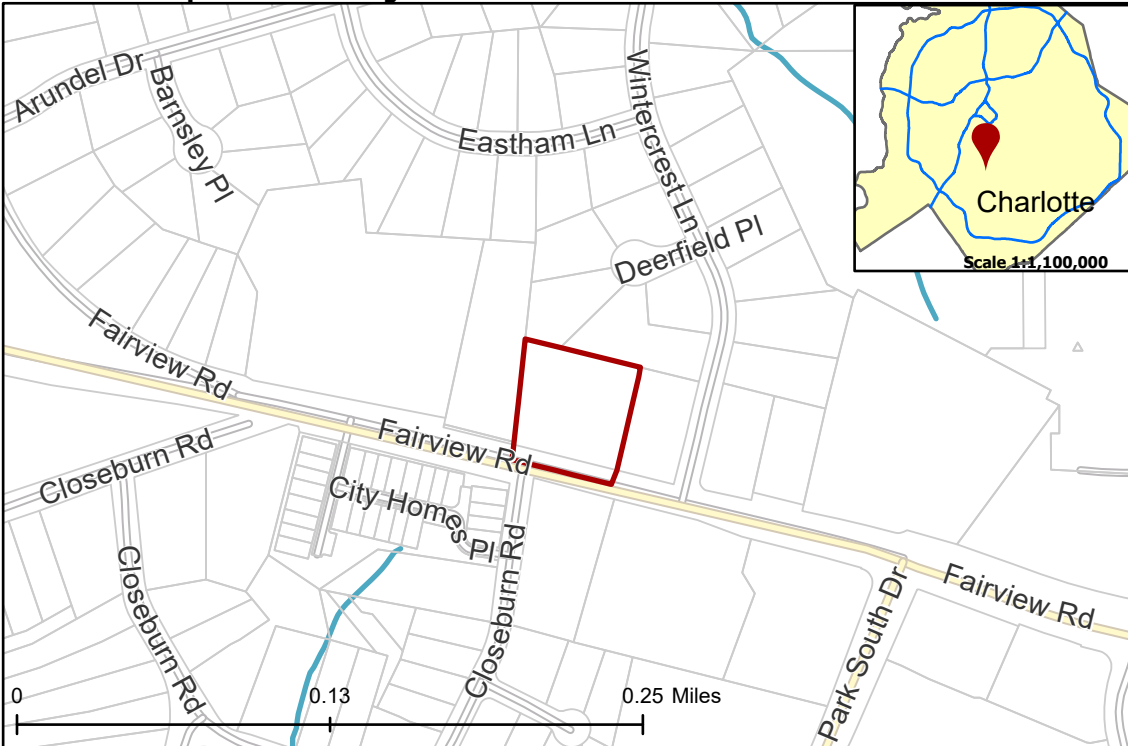 Arundel Dr
Barnsley Pl
Eastham Ln
Wintercrest Ln
Deerfield Pl
Charlotte
Scale 1:1,100,000
Fairview Rd
Fairview Rd
Closeburn Rd
City Homes Pl
Closeburn Rd
Closeburn Rd
Park South Dr
Fairview Rd
0
0.13
0.25 Miles